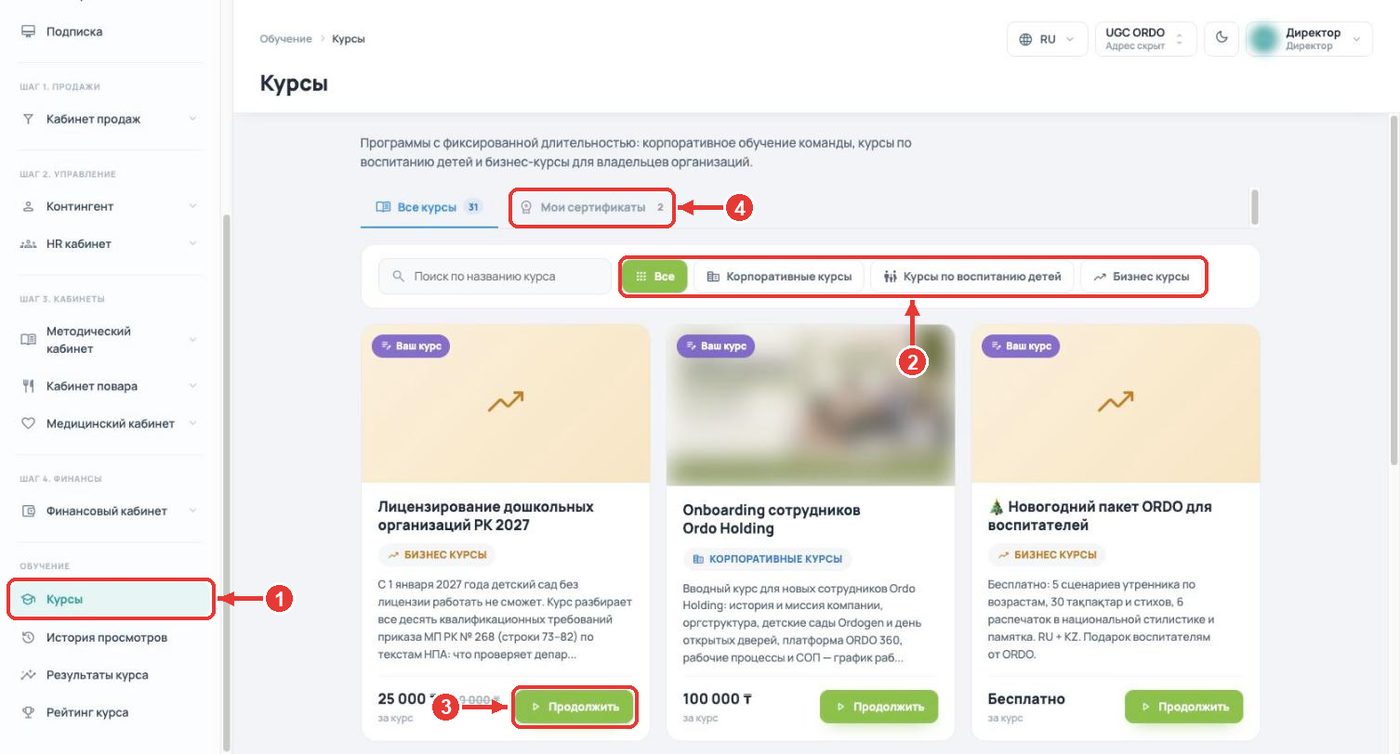 Подписка
ШАГ 1. ПРОДАЖИ
Кабинет продаж
ШАГ 2. УПРАВЛЕНИЕ
Контингент
HR кабинет
ШАГ 3. КАБИНЕТЫ
Методический
кабинет
Кабинет повара
Медицинский кабинет
ШАГ 4. ФИНАНСЫ
Финансовый кабинет
ОБУЧЕНИЕ
Курсы
1
История просмотров
Результаты курса
Рейтинг курса
Обучение > Курсы
RU
UGC ORDO
Адрес скрыт
Директор
Директор
Курсы
Программы с фиксированной длительностью: корпоративное обучение команды, курсы по
воспитанию детей и бизнес-курсы для владельцев организаций.
Все курсы 31
Мои сертификаты 2
4
Поиск по названию курса
Все
Корпоративные курсы
Курсы по воспитанию детей
Бизнес курсы
2
Ваш курс
Лицензирование дошкольных
организаций РК 2027
БИЗНЕС КУРСЫ
С 1 января 2027 года детский сад без
лицензии работать не сможет. Курс разбирает
все десять квалификационных требований
приказа МП РК № 268 (строки 73–82) по
текстам НПА: что проверяет депар...
25 000
за курс
3
Продолжить
Ваш курс
Onboarding сотрудников
Ordo Holding
КОРПОРАТИВНЫЕ КУРСЫ
Вводный курс для новых сотрудников Ordo
Holding: история и миссия компании,
оргструктура, детские сады Ordogen и день
открытых дверей, платформа ORDO 360,
рабочие процессы и СОП — график раб...
100 000 ₸
за курс
Продолжить
Ваш курс
🎄 Новогодний пакет ORDO для
воспитателей
БИЗНЕС КУРСЫ
Бесплатно: 5 сценариев утренника по
возрастам, 30 тақпақтар и стихов, 6
распечаток в национальной стилистике и
памятка. RU + KZ. Подарок воспитателям
от ORDO.
Бесплатно
за курс
Продолжить